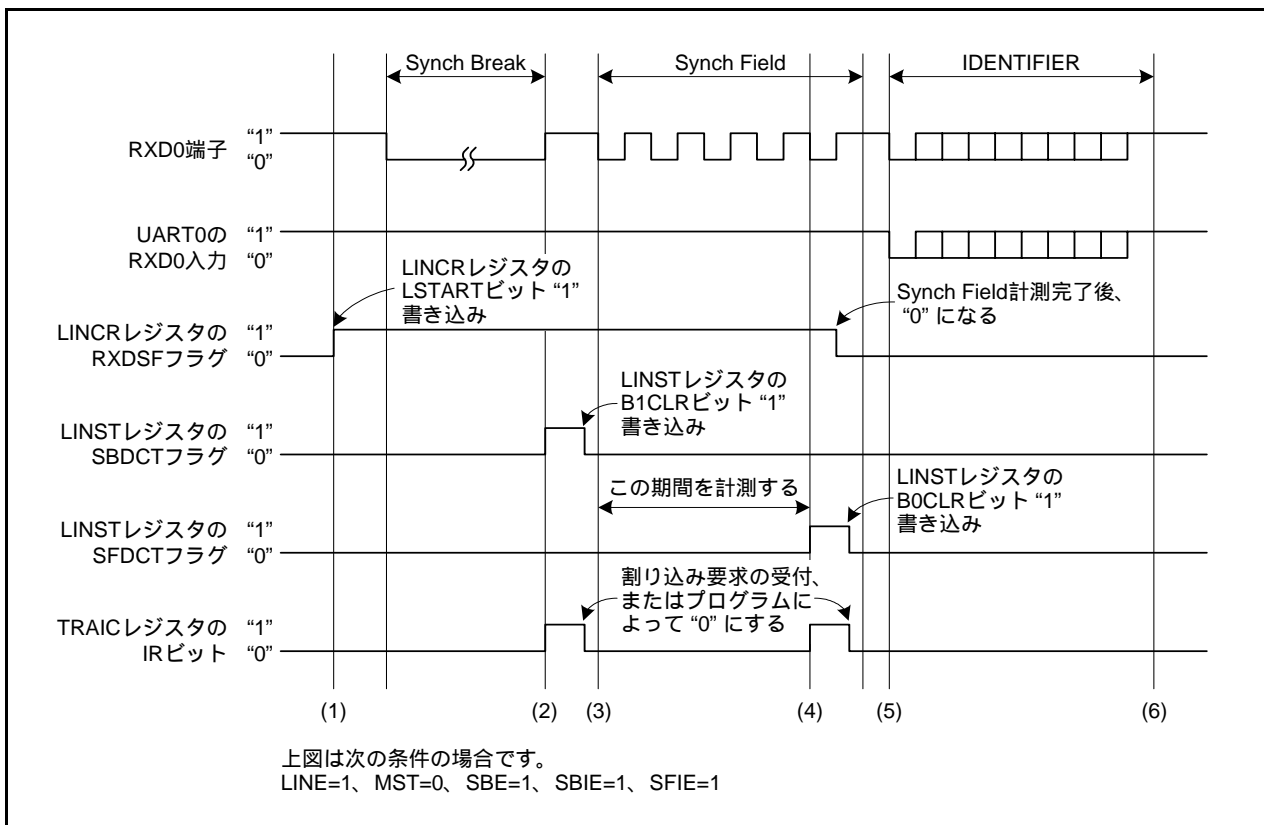 Synch Break
Synch Field
IDENTIFIER
RXD0端子
“1”
“0”
UART0の
RXD0入力
“1”
“0”
LINCRレジスタの
LSTARTビット “1”
書き込み
Synch Field計測完了後、
“0” になる
LINCRレジスタの
RXDSFフラグ
“1”
“0”
LINSTレジスタの
B1CLRビット “1”
書き込み
LINSTレジスタの
SBDCTフラグ
“1”
“0”
この期間を計測する
LINSTレジスタの
B0CLRビット “1”
書き込み
LINSTレジスタの
SFDCTフラグ
“1”
“0”
割り込み要求の受付、
またはプログラムに
よって “0” にする
TRAICレジスタの
IRビット
“1”
“0”
(1)
(2)
(3)
(4)
(5)
(6)
上図は次の条件の場合です。
LINE=1、MST=0、SBE=1、SBIE=1、SFIE=1